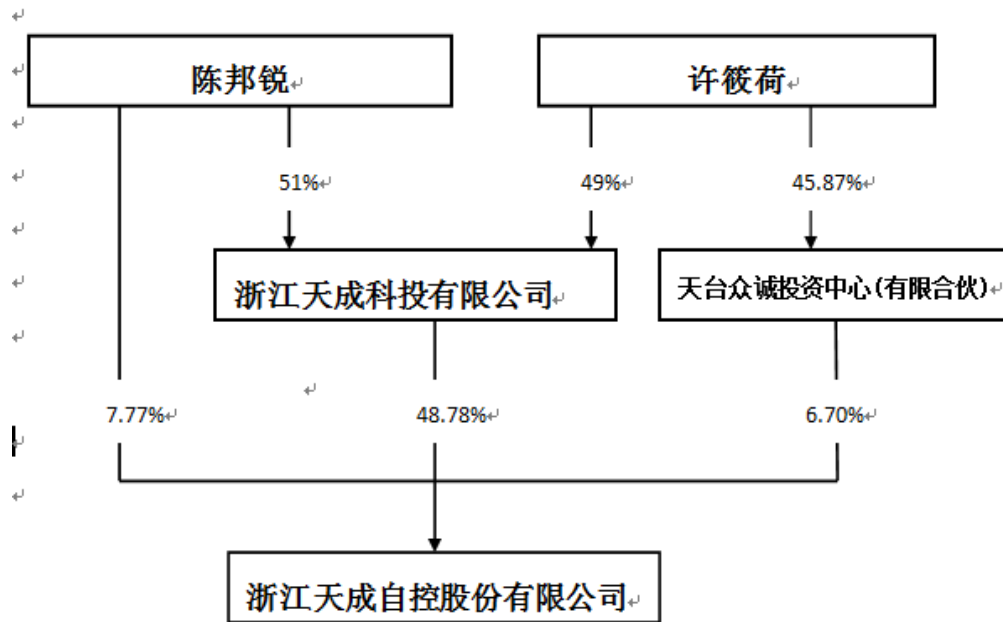 陈邦锐
许筱荷
51%
49%
45.87%
浙江天成科投有限公司
天台众诚投资中心(有限合伙)
7.77%
48.78%
6.70%
浙江天成自控股份有限公司